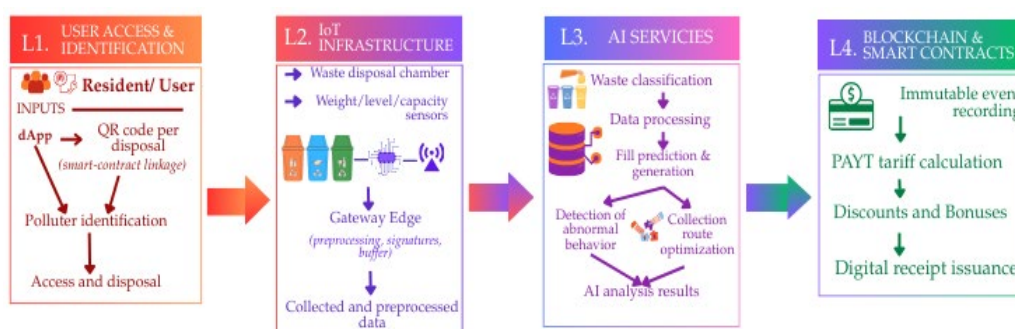 L1. USER ACCESS &
IDENTIFICATION
Resident/ User
INPUTS
dApp
QR code per
disposal
(smart-contract linkage)
Polluter identification
Access and disposal
L2. IoT
INFRASTRUCTURE
Waste disposal chamber
Weight/level/capacity
sensors
Gateway Edge
(preprocessing, signatures,
buffer)
Collected and preprocessed
data
L3. AI SERVICIES
Waste classification
Data processing
Fill prediction &
generation
Detection of
abnormal
behavior
Collection
route
optimization
AI analysis results
L4. BLOCKCHAIN &
SMART CONTRACTS
$
Immutable even
recording
PAYT tariff calculation
Discounts and Bonuses
Digital receipt issuance